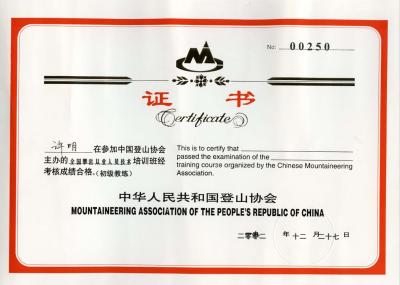 No: 00250
证 书
Certificate
许明 在参加中国登山协会
主办的全国攀岩从业人员技术培训班经
考核成绩合格。(初级教练)
This is to certify that
passed the examination of the
training course organized by the Chinese Mountaineering
Association.
中华人民共和国登山协会
MOUNTAINEERING ASSOCIATION OF THE PEOPLE'S REPUBLIC OF CHINA
二零零二 年 十二 月 二十七 日